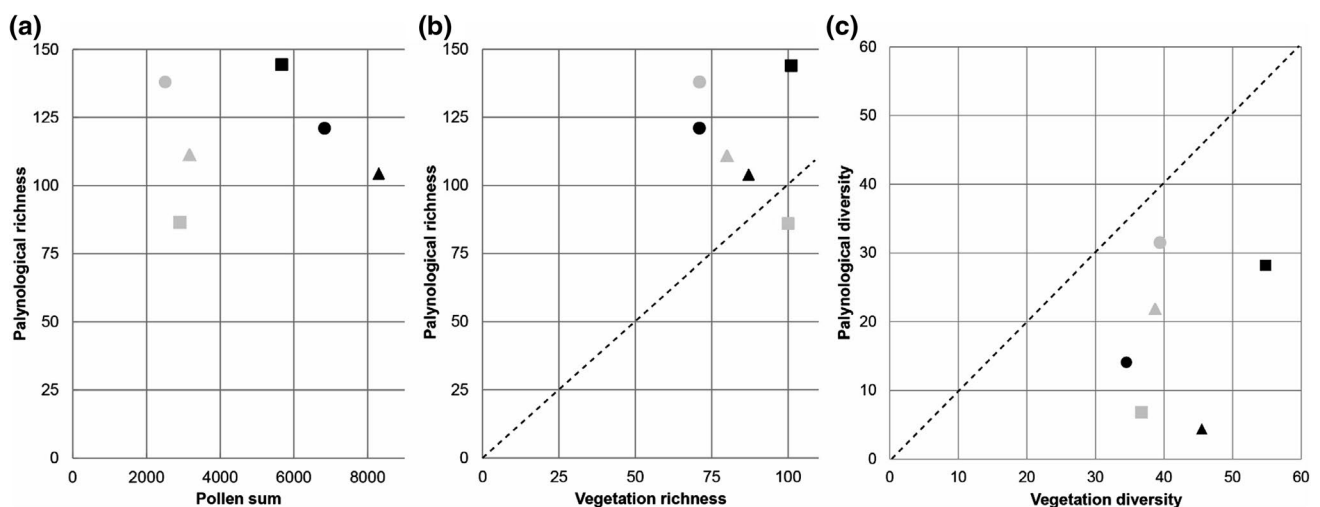 (a)
150
125
100
75
50
25
0
Palynological richness
0 2000 4000 6000 8000
Pollen sum
(b)
150
125
100
75
50
25
0
Palynological richness
0 25 50 75 100
Vegetation richness
(c)
60
50
40
30
20
10
0
Palynological diversity
0 10 20 30 40 50 60
Vegetation diversity